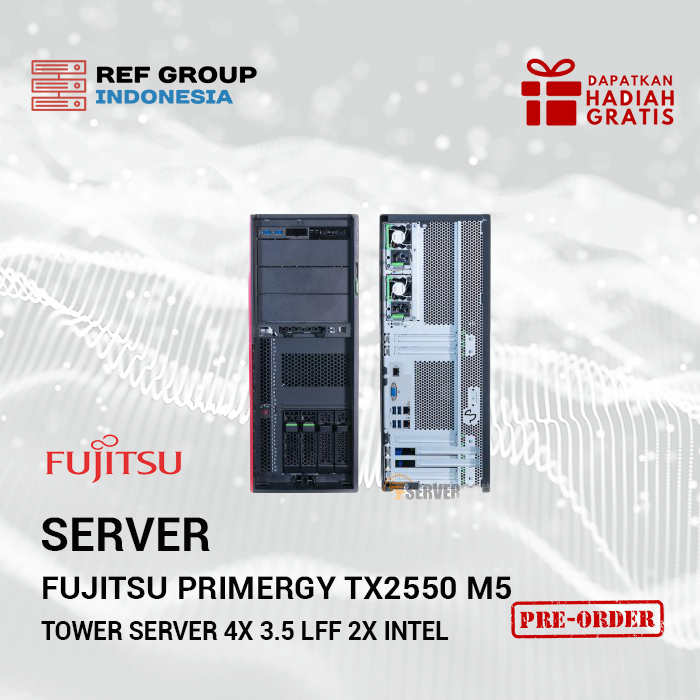 REF GROUP
INDONESIA
DAPATKAN
HADIAH
GRATIS
SERVER
FUJITSU
SERVER
FUJITSU PRIMERGY TX2550 M5
TOWER SERVER 4X 3.5 LFF 2X INTEL
PRE-ORDER